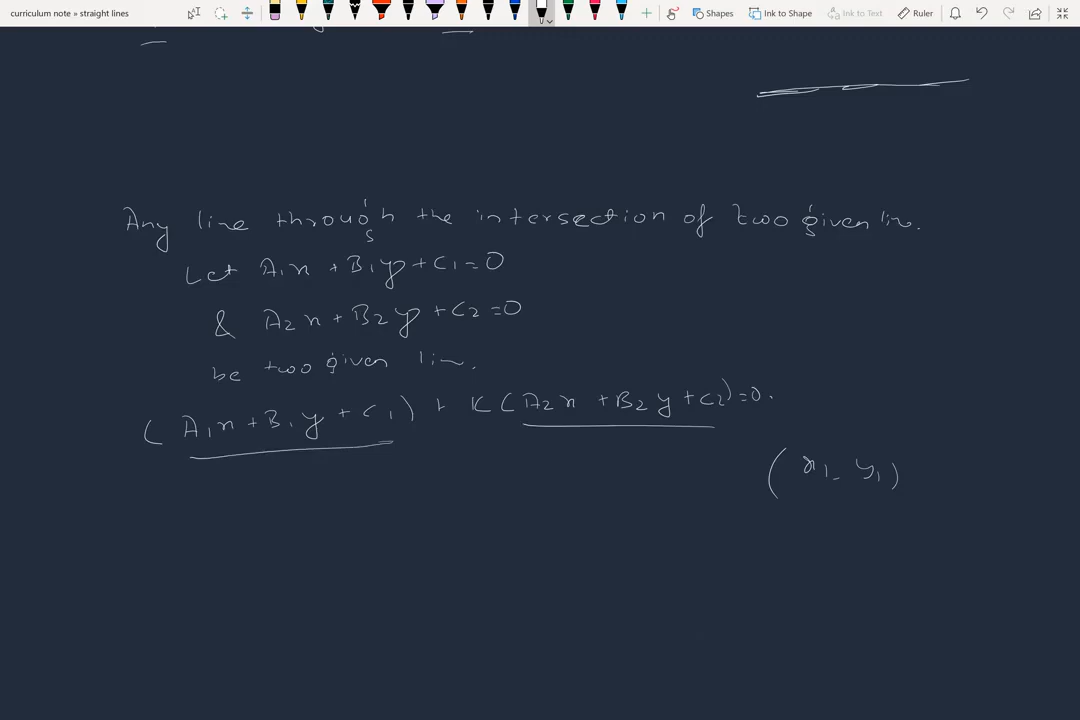 curriculum note » straight lines
Shapes Ink to Shape Ink to Text Ruler
Any line through the intersection of two given lin.
Let A₁x + B₁y + C₁ = 0
& A₂x + B₂y + C₂ = 0
be two given lin.
(A₁x + B₁y + C₁) + K(A₂x + B₂y + C₂) = 0.
(x₁, y₁)